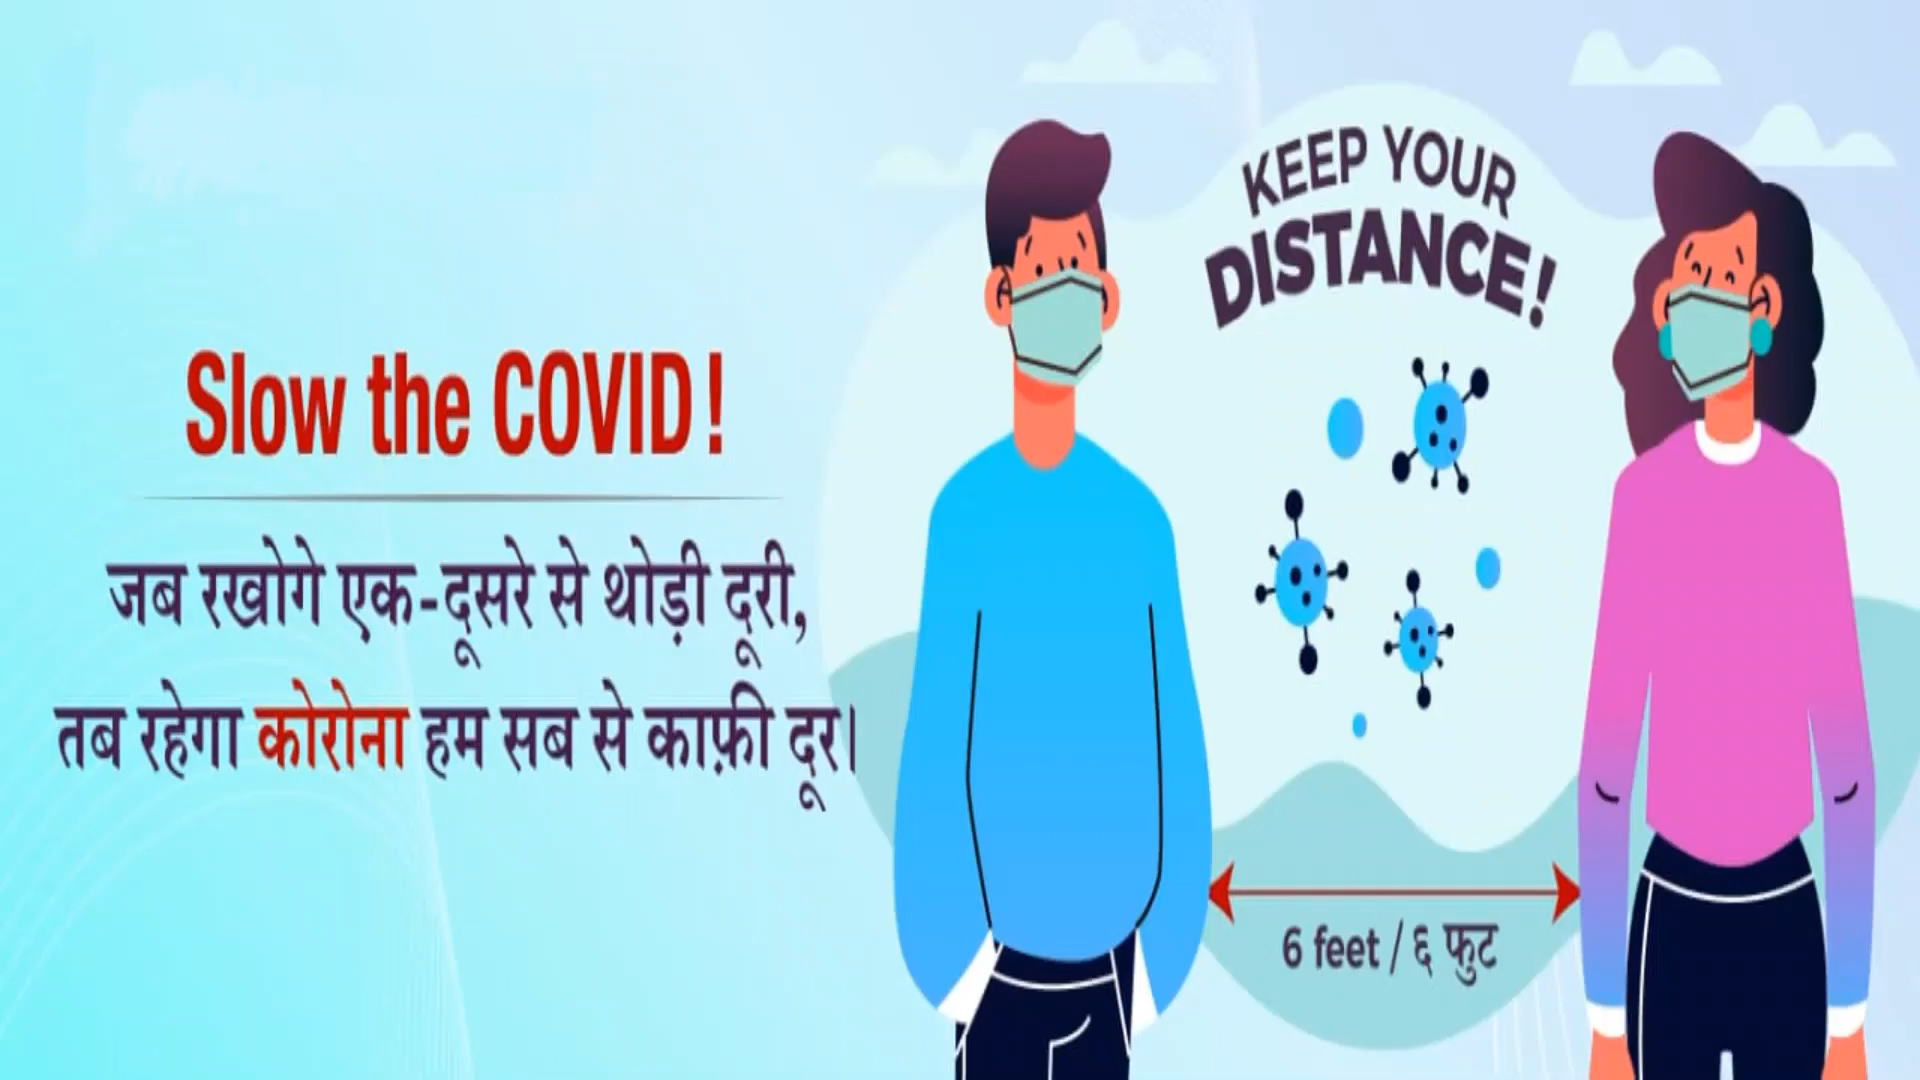 Slow the COVID!
जब रखोगे एक-दूसरे से थोड़ी दूरी,
तब रहेगा कोरोना हम सब से काफ़ी दूर।
KEEP YOUR
DISTANCE!
6 feet / ६ फुट